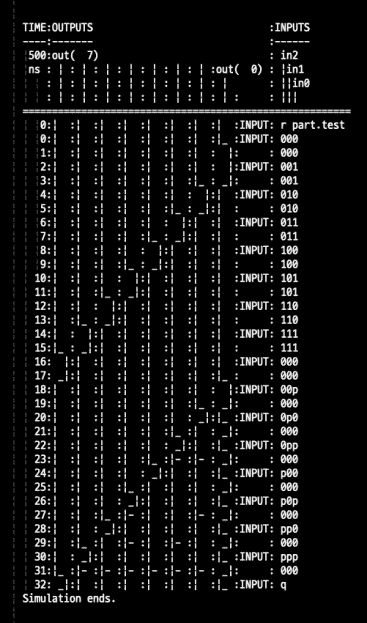 TIME:OUTPUTS :INPUTS
----:------- :------
500:out( 7) : in2
ns : | : | : | : | : | : | :out( 0) : |in1
: | : | : | : | : | : | : | : ||in0
: | : | : | : | : | : | : | : : |||
0: :INPUT: r part.test
0: :INPUT: 000
1: : 000
2: :INPUT: 001
3: : 001
4: :INPUT: 010
5: : 010
6: :INPUT: 011
7: : 011
8: :INPUT: 100
9: : 100
10: :INPUT: 101
11: : 101
12: :INPUT: 110
13: : 110
14: :INPUT: 111
15: : 111
16: :INPUT: 000
17: : 000
18: :INPUT: 00p
19: : 000
20: :INPUT: 0p0
21: : 000
22: :INPUT: 0pp
23: : 000
24: :INPUT: p00
25: : 000
26: :INPUT: p0p
27: : 000
28: :INPUT: pp0
29: : 000
30: :INPUT: ppp
31: : 000
32: :INPUT: q
Simulation ends.